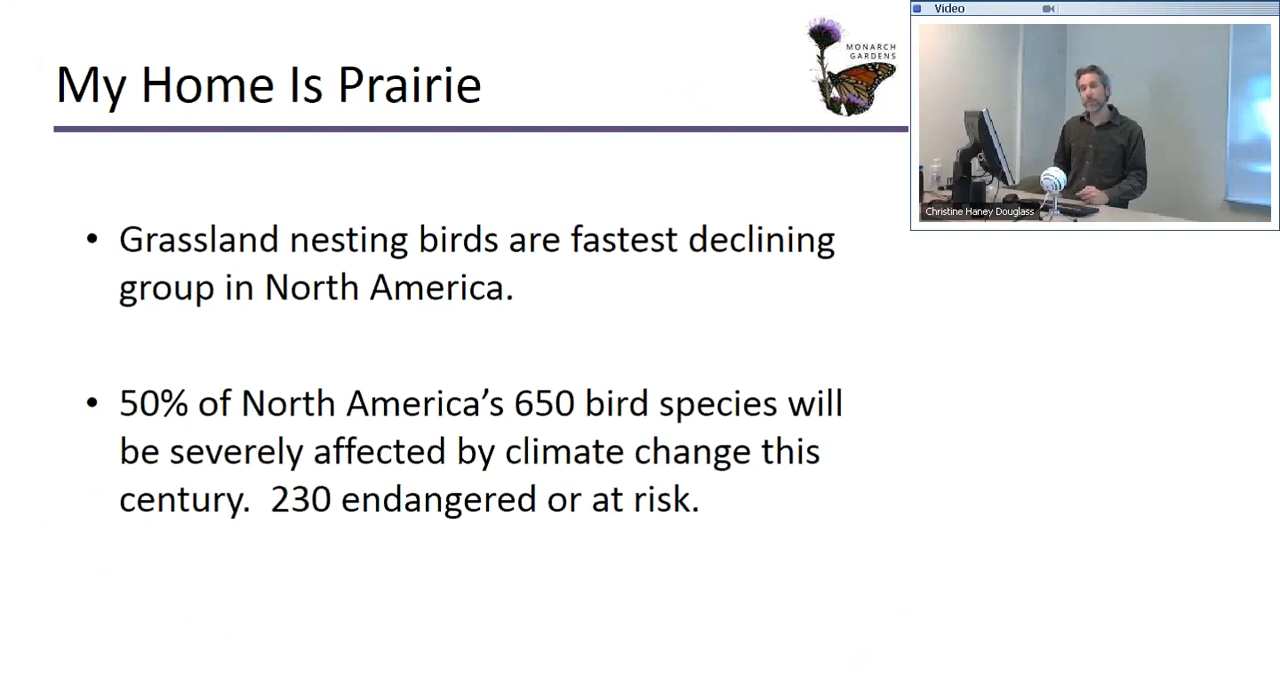 My Home Is Prairie
MONARCH
GARDENS
Video
Christine Haney Douglass
• Grassland nesting birds are fastest declining
group in North America.
• 50% of North America's 650 bird species will
be severely affected by climate change this
century.  230 endangered or at risk.